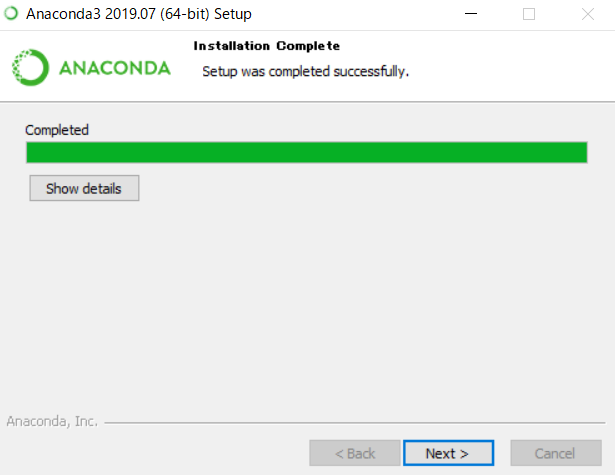 Anaconda3 2019.07 (64-bit) Setup
Installation Complete
ANACONDA
Setup was completed successfully.
Completed
Show details
Anaconda, Inc.
< Back
Next >
Cancel